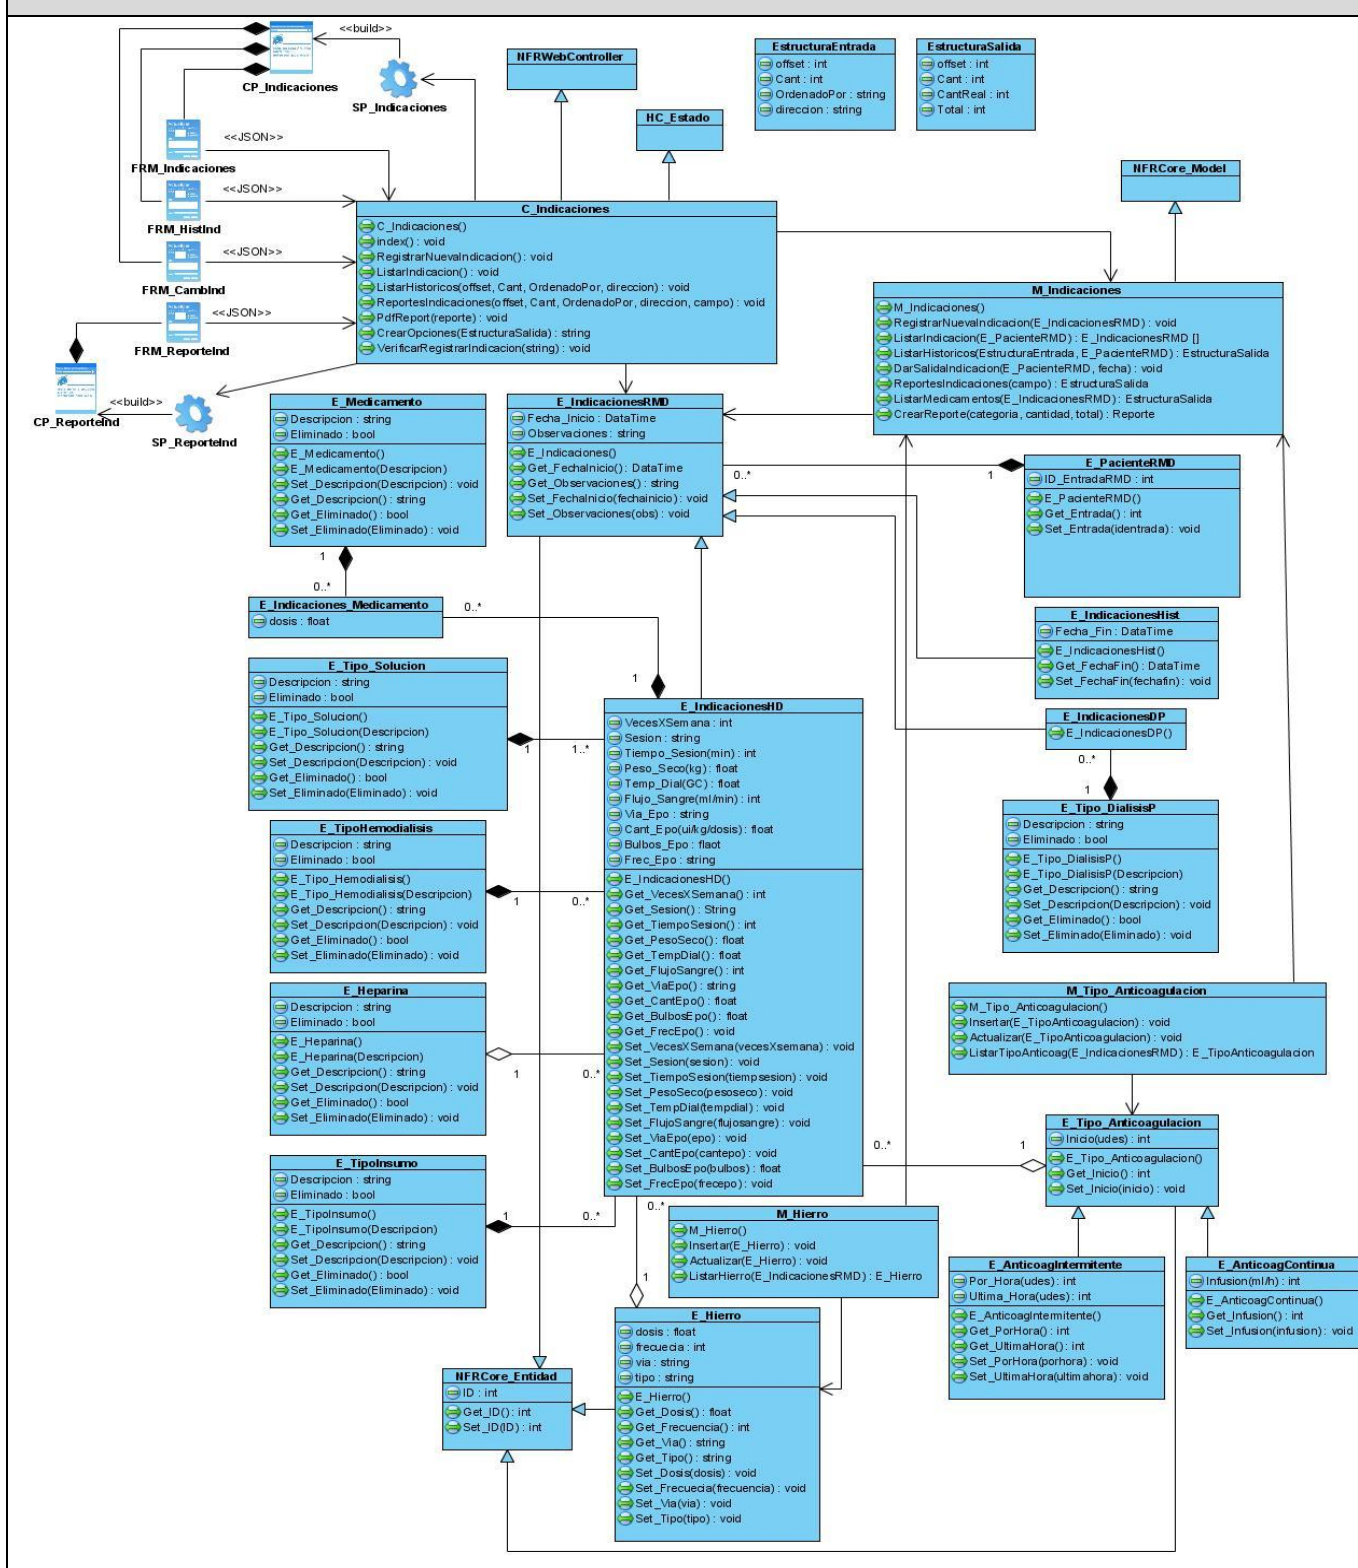 <<build>>
CP_Indicaciones
SP_Indicaciones
<<JSON>>
FRM_Indicaciones
<<JSON>>
FRM_HistInd
<<JSON>>
FRM_CambInd
<<JSON>>
FRM_ReporteInd
<<build>>
CP_ReporteInd
SP_ReporteInd
NFRWebController
HC_Estado
EstructuraEntrada
offset : int
Cant : int
OrdenadoPor : string
direccion : string
EstructuraSalida
offset : int
Cant : int
CantReal : int
Total : int
NFRCore_Model
C_Indicaciones
C_Indicaciones()
index() : void
RegistrarNuevaIndicacion() : void
ListarIndicacion() : void
ListarHistoricos(offset, Cant, OrdenadoPor, direccion) : void
ReportesIndicaciones(offset, Cant, OrdenadoPor, direccion, campo) : void
PdfReport(reporte) : void
CrearOpciones(EstructuraSalida) : string
VerificarRegistrarIndicacion(string) : void
M_Indicaciones
M_Indicaciones()
RegistrarNuevaIndicacion(E_IndicacionesRMD) : void
ListarIndicacion(E_PacienteRMD) : E_IndicacionesRMD []
ListarHistoricos(EstructuraEntrada, E_PacienteRMD) : EstructuraSalida
DarSalidaIndicacion(E_PacienteRMD, fecha) : void
ReportesIndicaciones(campo) : EstructuraSalida
ListarMedicamentos(E_IndicacionesRMD) : EstructuraSalida
CrearReporte(categoria, cantidad, total) : Reporte
E_Medicamento
Descripcion : string
Eliminado : bool
E_Medicamento()
E_Medicamento(Descripcion)
Set_Descripcion(Descripcion) : void
Get_Descripcion() : string
Get_Eliminado() : bool
Set_Eliminado(Eliminado) : void
E_IndicacionesRMD
Fecha_Inicio : DataTime
Observaciones : string
E_Indicaciones()
Get_FechaInicio() : DataTime
Get_Observaciones() : string
Set_FechaInicio(fechainicio) : void
Set_Observaciones(obs) : void
0..*
1
E_PacienteRMD
ID_EntradaRMD : int
E_PacienteRMD()
Get_Entrada() : int
Set_Entrada(identrada) : void
1
0..*
E_Indicaciones_Medicamento
dosis : float
0..*
1
E_IndicacionesHist
Fecha_Fin : DataTime
E_IndicacionesHist()
Get_FechaFin() : DataTime
Set_FechaFin(fechafin) : void
E_IndicacionesDP
E_IndicacionesDP()
0..*
1
E_Tipo_DialisisP
Descripcion : string
Eliminado : bool
E_Tipo_DialisisP()
E_Tipo_DialisisP(Descripcion)
Get_Descripcion() : string
Set_Descripcion(Descripcion) : void
Get_Eliminado() : bool
Set_Eliminado(Eliminado) : void
E_Tipo_Solucion
Descripcion : string
Eliminado : bool
E_Tipo_Solucion()
E_Tipo_Solucion(Descripcion)
Get_Descripcion() : string
Set_Descripcion(Descripcion) : void
Get_Eliminado() : bool
Set_Eliminado(Eliminado) : void
1
1..*
E_TipoHemodialisis
Descripcion : string
Eliminado : bool
E_Tipo_Hemodialisis()
E_Tipo_Hemodialisis(Descripcion)
Get_Descripcion() : string
Set_Descripcion(Descripcion) : void
Get_Eliminado() : bool
Set_Eliminado(Eliminado) : void
1
0..*
E_Heparina
Descripcion : string
Eliminado : bool
E_Heparina()
E_Heparina(Descripcion)
Get_Descripcion() : string
Set_Descripcion(Descripcion) : void
Get_Eliminado() : bool
Set_Eliminado(Eliminado) : void
1
0..*
E_TipoInsumo
Descripcion : string
Eliminado : bool
E_TipoInsumo()
E_TipoInsumo(Descripcion)
Get_Descripcion() : string
Set_Descripcion(Descripcion) : void
Get_Eliminado() : bool
Set_Eliminado(Eliminado) : void
1
0..*
E_IndicacionesHD
VecesXSemana : int
Sesion : string
Tiempo_Sesion(min) : int
Peso_Seco(kg) : float
Temp_Dial(GC) : float
Flujo_Sangre(ml/min) : int
Via_Epo : string
Cant_Epo(ui/kg/dosis) : float
Bulbos_Epo : flaot
Frec_Epo : string
E_IndicacionesHD()
Get_VecesXSemana() : int
Get_Sesion() : String
Get_TiempoSesion() : int
Get_PesoSeco() : float
Get_TempDial() : float
Get_FlujoSangre() : int
Get_ViaEpo() : string
Get_CantEpo() : float
Get_BulbosEpo() : float
Get_FrecEpo() : void
Set_VecesXSemana(vecesXsemana) : void
Set_Sesion(sesion) : void
Set_TiempoSesion(tiempsesion) : void
Set_PesoSeco(pesoseco) : void
Set_TempDial(tempdial) : void
Set_FlujoSangre(flujosangre) : void
Set_ViaEpo(epo) : void
Set_CantEpo(cantepo) : void
Set_BulbosEpo(bulbos) : float
Set_FrecEpo(frecepo) : void
0..*
1
0..*
1
M_Tipo_Anticoagulacion
M_Tipo_Anticoagulacion()
Insertar(E_TipoAnticoagulacion) : void
Actualizar(E_TipoAnticoagulacion) : void
ListarTipoAnticoag(E_IndicacionesRMD) : E_TipoAnticoagulacion
E_Tipo_Anticoagulacion
Inicio(udes) : int
E_Tipo_Anticoagulacion()
Get_Inicio() : int
Set_Inicio(inicio) : void
M_Hierro
M_Hierro()
Insertar(E_Hierro) : void
Actualizar(E_Hierro) : void
ListarHierro(E_IndicacionesRMD) : E_Hierro
E_AnticoagIntermitente
Por_Hora(udes) : int
Ultima_Hora(udes) : int
E_AnticoagIntermitente()
Get_PorHora() : int
Get_UltimaHora() : int
Set_PorHora(porhora) : void
Set_UltimaHora(ultimahora) : void
E_AnticoagContinua
Infusion(ml/h) : int
E_AnticoagContinua()
Get_Infusion() : int
Set_Infusion(infusion) : void
E_Hierro
dosis : float
frecuecia : int
via : string
tipo : string
E_Hierro()
Get_Dosis() : float
Get_Frecuencia() : int
Get_Via() : string
Get_Tipo() : string
Set_Dosis(dosis) : void
Set_Frecuecia(frecuencia) : void
Set_Via(via) : void
Set_Tipo(tipo) : void
NFRCore_Entidad
ID : int
Get_ID() : int
Set_ID(ID) : int